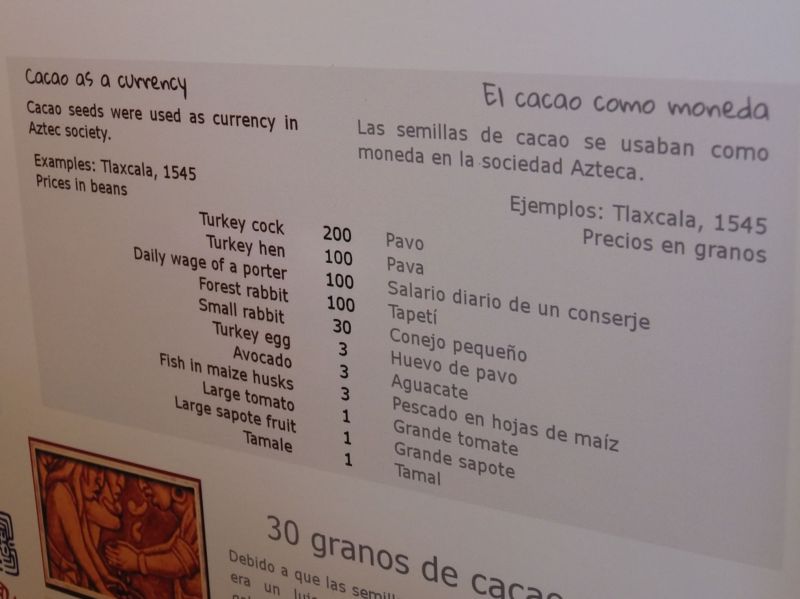 Cacao as a currency
Cacao seeds were used as currency in
Aztec society.
Examples: Tlaxcala, 1545
Prices in beans
El cacao como moneda
Las semillas de cacao se usaban como
moneda en la sociedad Azteca.
Ejemplos: Tlaxcala, 1545
Precios en granos
Turkey cock 200 Pavo
Turkey hen 100 Pava
Daily wage of a porter 100 Salario diario de un conserje
Forest rabbit 100 Tapetí
Small rabbit 30 Conejo pequeño
Turkey egg 3 Huevo de pavo
Avocado 3 Aguacate
Fish in maize husks 3 Pescado en hojas de maíz
Large tomato 1 Grande tomate
Large sapote fruit 1 Grande sapote
Tamale 1 Tamal
30 granos de cacao
Debido a que las
era un